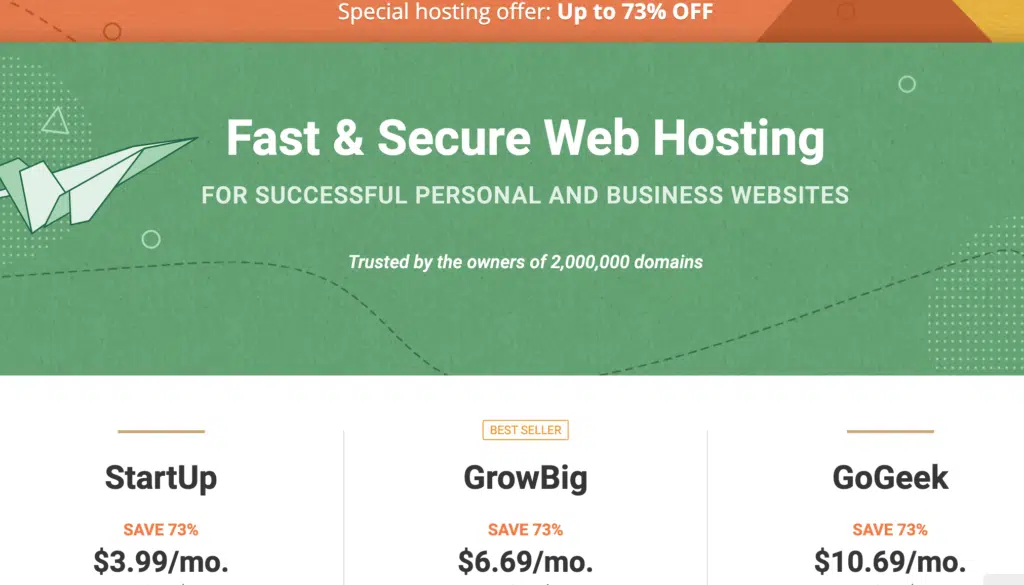 Special hosting offer: Up to 73% OFF
Fast & Secure Web Hosting
FOR SUCCESSFUL PERSONAL AND BUSINESS WEBSITES
Trusted by the owners of 2,000,000 domains
StartUp
SAVE 73%
$3.99/mo.
BEST SELLER
GrowBig
SAVE 73%
$6.69/mo.
GoGeek
SAVE 73%
$10.69/mo.